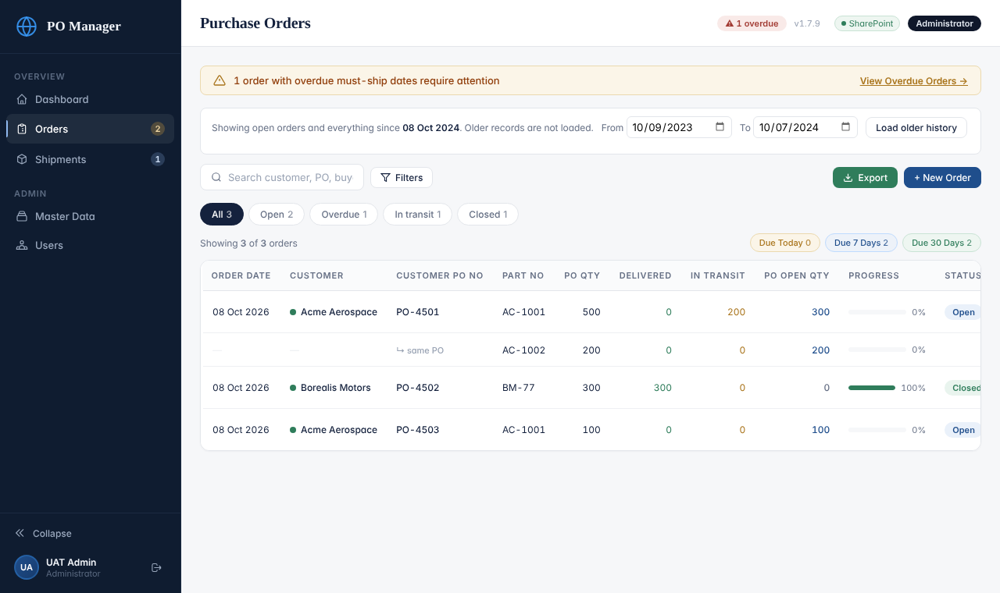 PO Manager
OVERVIEW
Dashboard
Orders 2
Shipments 1
ADMIN
Master Data
Users
Collapse
UA
UAT Admin
Administrator
Purchase Orders
1 overdue v1.7.9 SharePoint Administrator
1 order with overdue must-ship dates require attention View Overdue Orders →
Showing open orders and everything since 08 Oct 2024. Older records are not loaded. From 10/09/2023 To 10/07/2024 Load older history
Search customer, PO, buy Filters Export + New Order
All 3 Open 2 Overdue 1 In transit 1 Closed 1
Showing 3 of 3 orders Due Today 0 Due 7 Days 2 Due 30 Days 2
ORDER DATE CUSTOMER CUSTOMER PO NO PART NO PO QTY DELIVERED IN TRANSIT PO OPEN QTY PROGRESS STATUS
08 Oct 2026 Acme Aerospace PO-4501 AC-1001 500 0 200 300 0% Open
— — ↳ same PO AC-1002 200 0 0 200 0%
08 Oct 2026 Borealis Motors PO-4502 BM-77 300 300 0 0 100% Closed
08 Oct 2026 Acme Aerospace PO-4503 AC-1001 100 0 0 100 0% Open